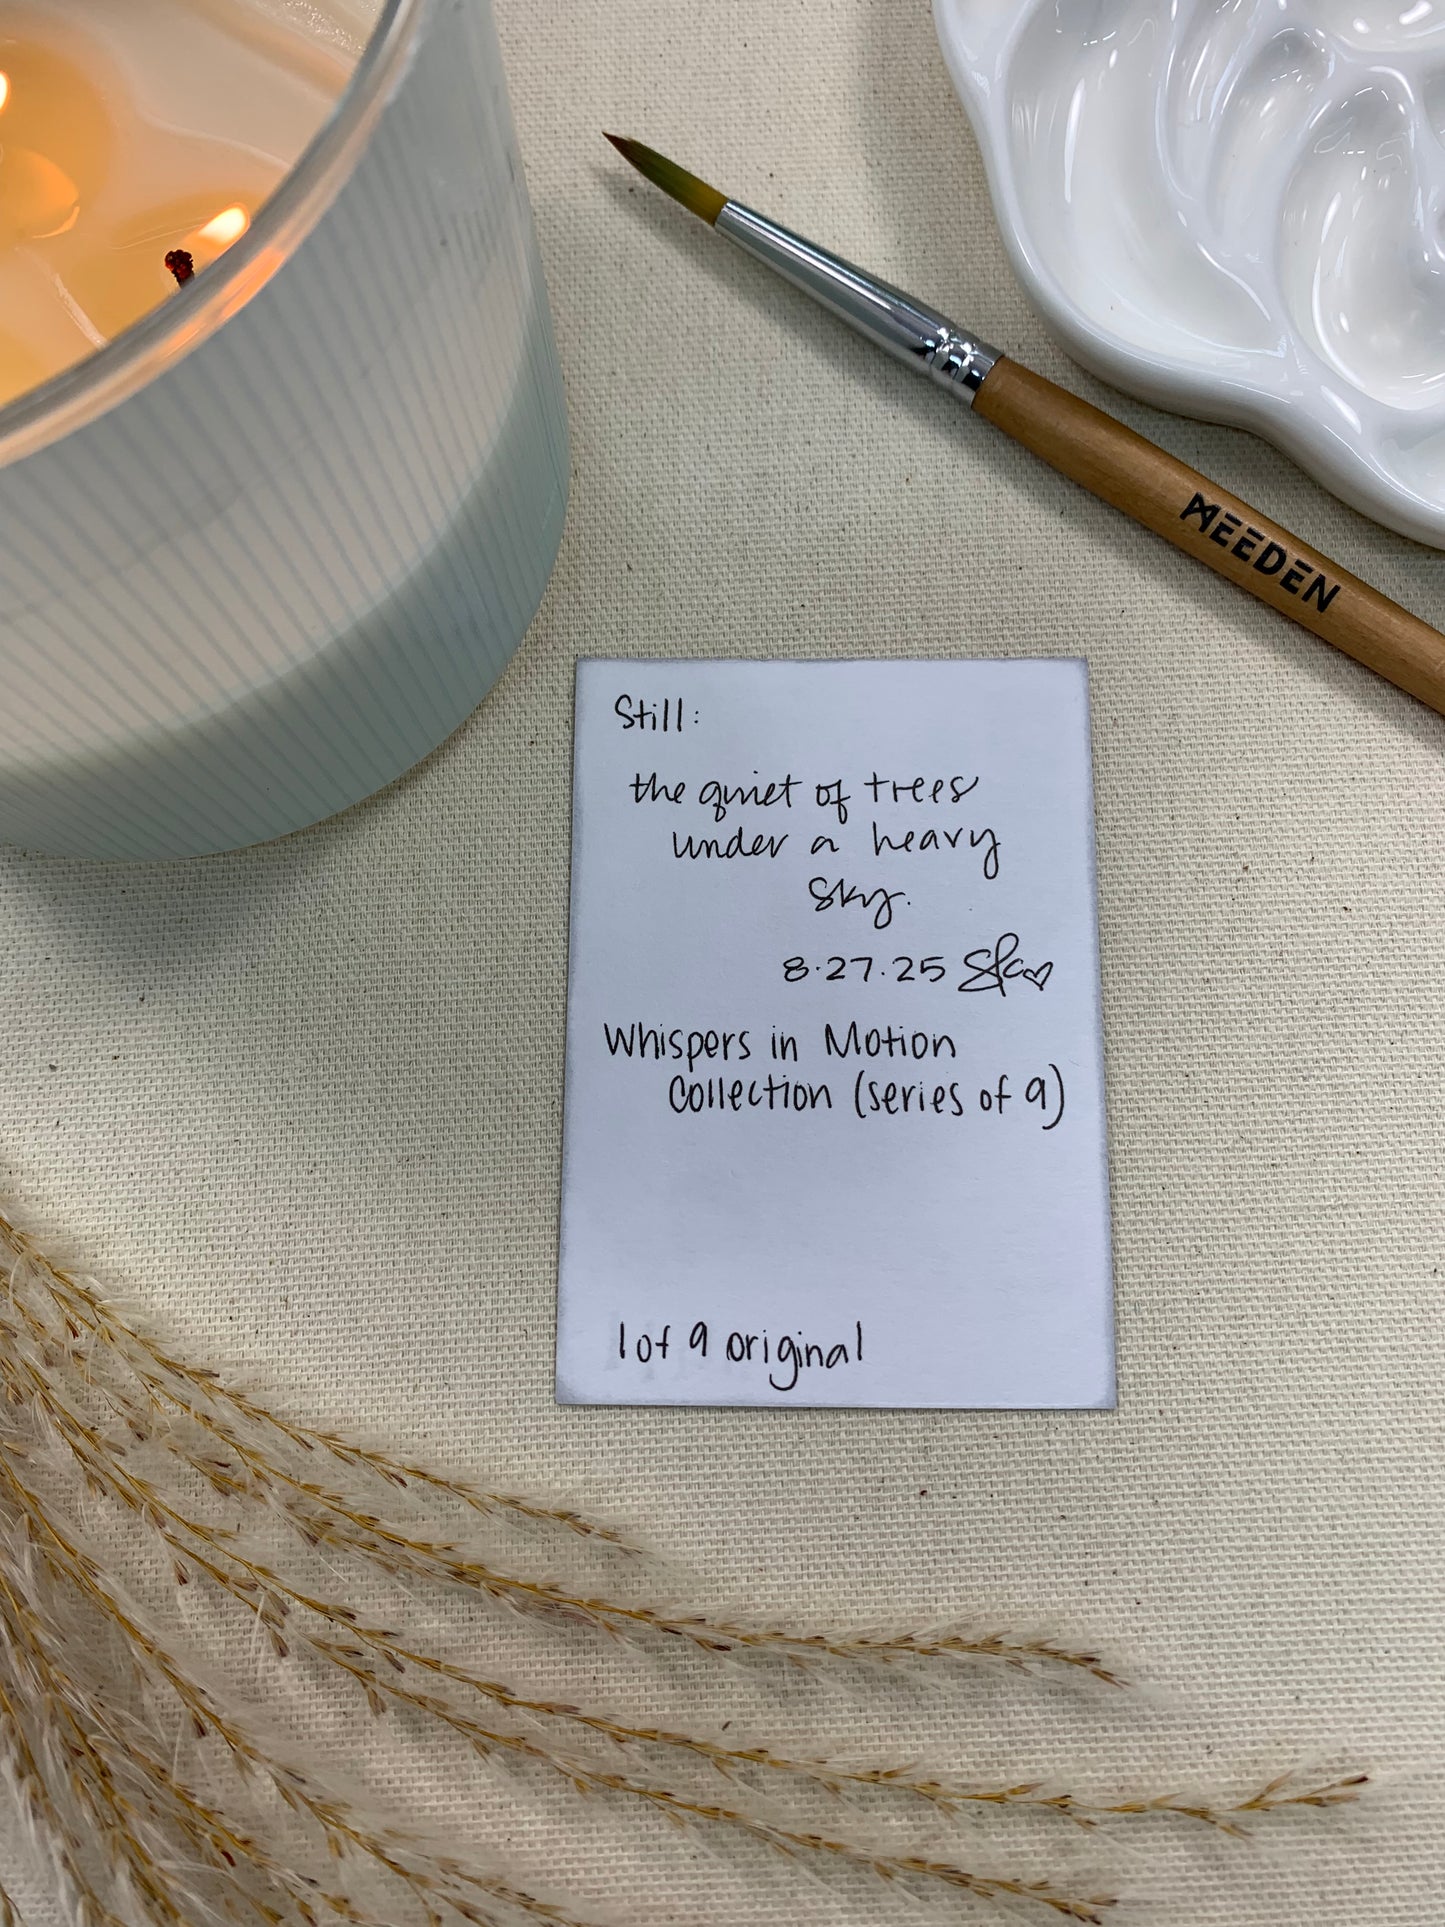 MEEDEN
Still:
the quiet of trees
under a heavy
sky.
8.27.25
Whispers in Motion
Collection (series of 9)
1 of 9 original